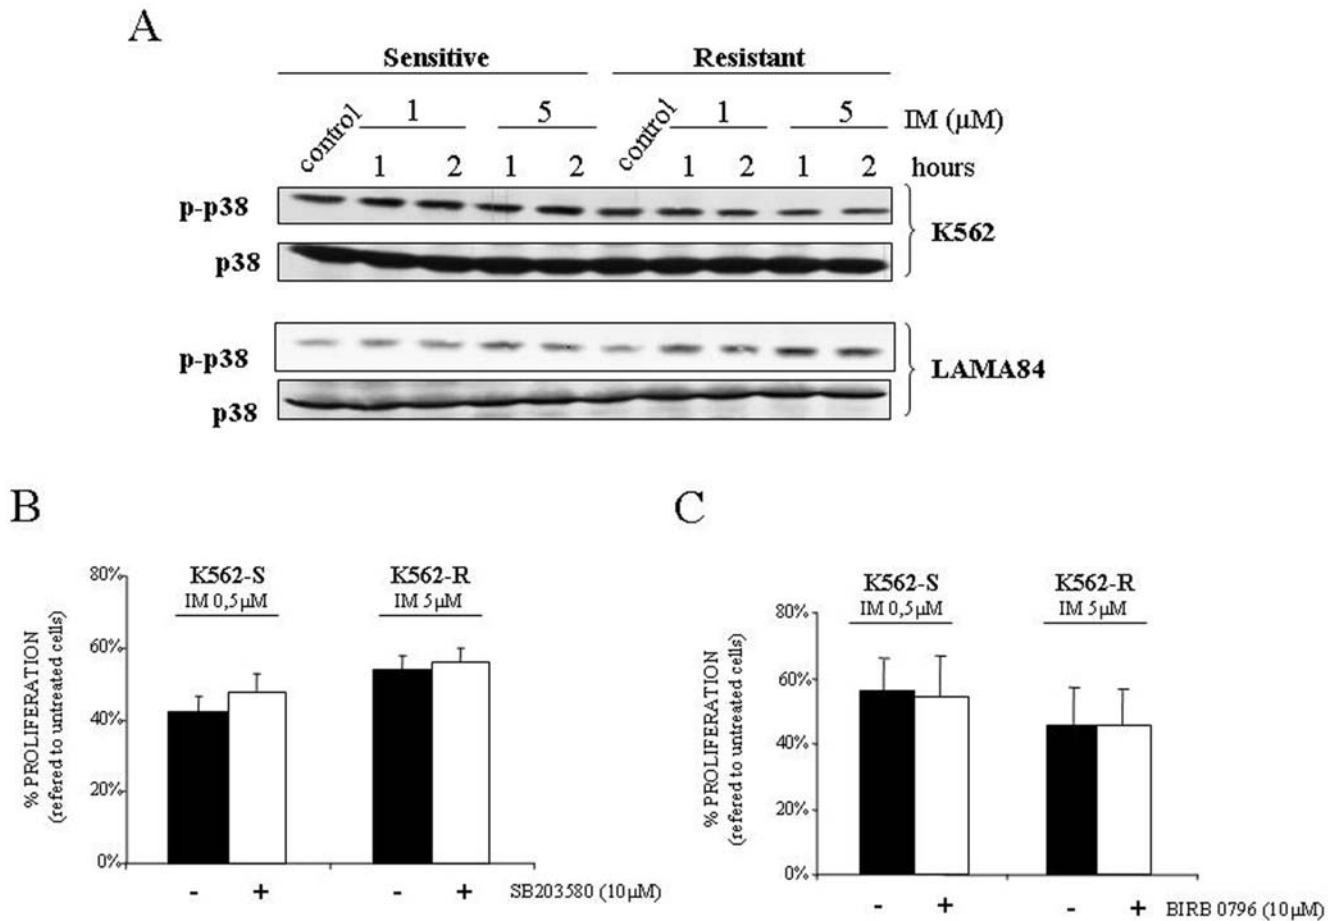 A
Sensitive Resistant
control 1 5 control 1 5 IM (µM)
1 2 1 2 1 2 1 2 hours
p-p38
K562
p38
p-p38
LAMA84
p38
B
80%
60%
40%
20%
0%
% PROLIFERATION
(refered to untreated cells)
K562-S K562-R
IM 0,5µM IM 5µM
- + - + SB203580 (10µM)
C
80%
60%
40%
20%
0%
% PROLIFERATION
(refered to untreated cells)
K562-S K562-R
IM 0,5µM IM 5µM
- + - + BIRB 0796 (10µM)